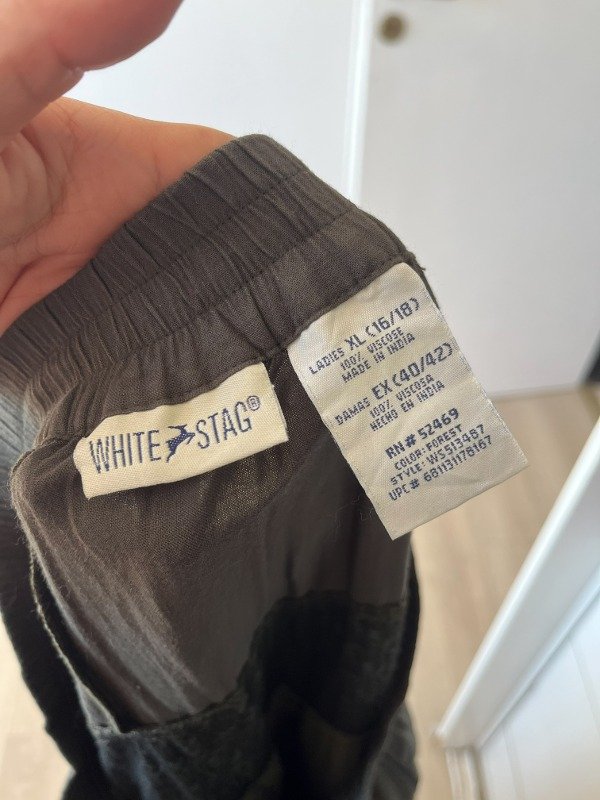 WHITE STAG®
LADIES XL (16/18)
100% VISCOSE
MADE IN INDIA
DAMAS EX (40/42)
100% VISCOSA
HECHO EN INDIA
RN# 52469
COLOR: FOREST
STYLE: WS513487
UPC# 681131178167